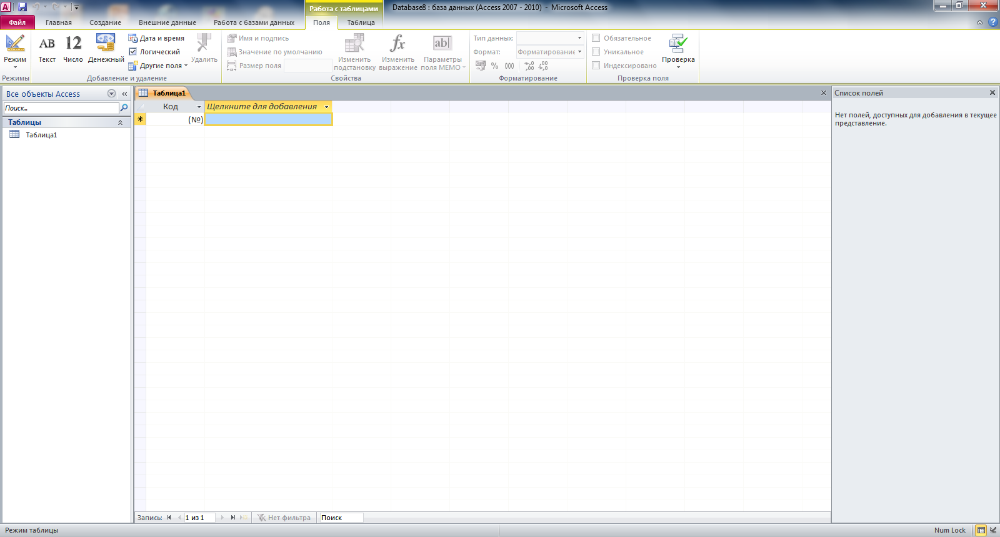 Работа с таблицами
Database8 : база данных (Access 2007 - 2010) - Microsoft Access
Файл
Главная
Создание
Внешние данные
Работа с базами данных
Поля
Таблица
Режим
Режимы
AB
Текст
12
Число
Денежный
Дата и время
Логический
Другие поля
Удалить
Добавление и удаление
Имя и подпись
Значение по умолчанию
Размер поля
Изменить подстановку
fx
Изменить выражение
ab|
Параметры поля MEMO
Свойства
Тип данных:
Формат: Форматирование
% 000
Форматирование
Обязательное
Уникальное
Индексировано
Проверка
Проверка поля
Все объекты Access
Поиск...
Таблицы
Таблица1
Таблица1
Код
Щелкните для добавления
(№)
Список полей
Нет полей, доступных для добавления в текущее
представление.
Запись: 1 из 1 Нет фильтра Поиск
Режим таблицы
Num Lock